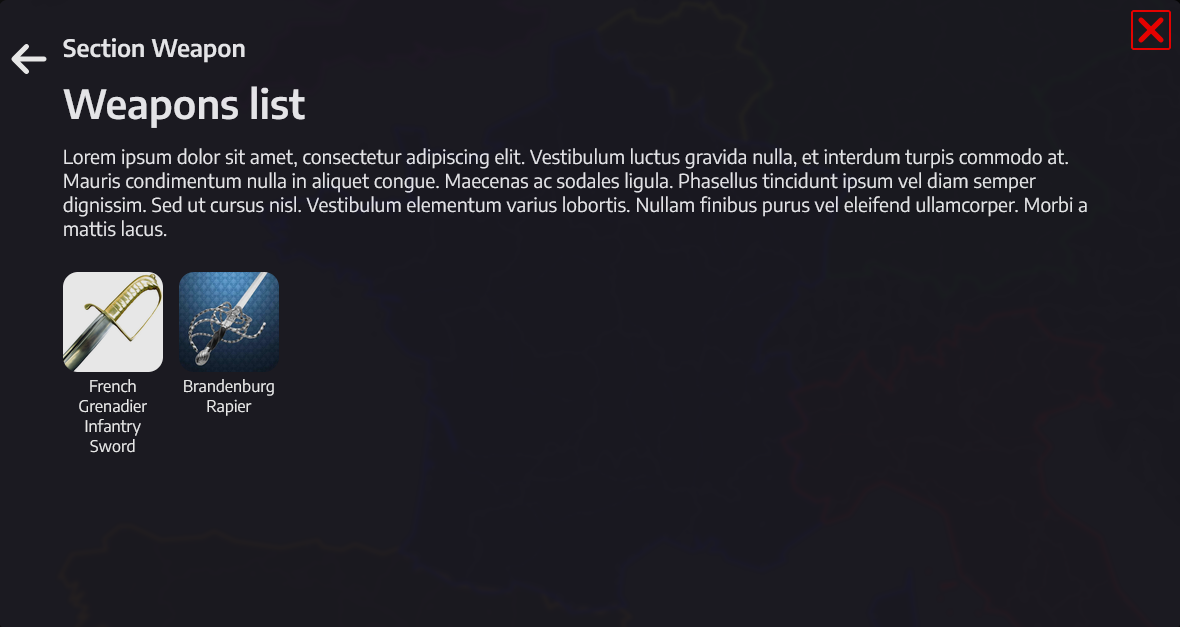 Section Weapon
Weapons list
Lorem ipsum dolor sit amet, consectetur adipiscing elit. Vestibulum luctus gravida nulla, et interdum turpis commodo at.
Mauris condimentum nulla in aliquet congue. Maecenas ac sodales ligula. Phasellus tincidunt ipsum vel diam semper
dignissim. Sed ut cursus nisl. Vestibulum elementum varius lobortis. Nullam finibus purus vel eleifend ullamcorper. Morbi a
mattis lacus.
French
Grenadier
Infantry
Sword
Brandenburg
Rapier